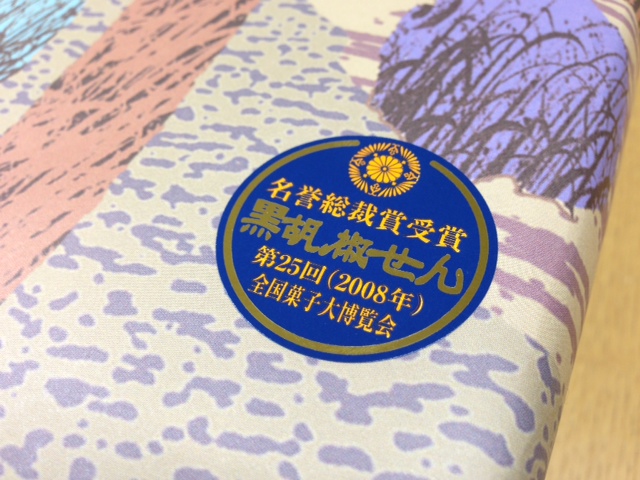 名誉総裁賞受賞
黒胡椒せん
第25回(2008年)
全国菓子大博覧会